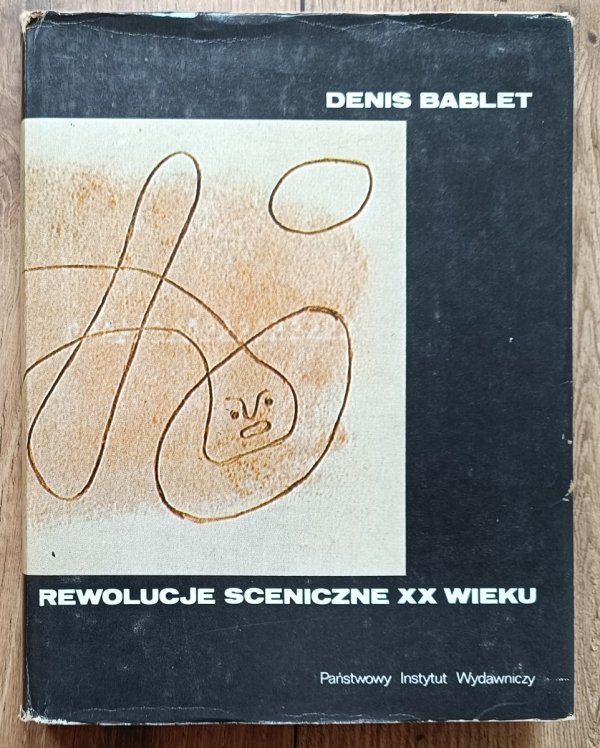 DENIS BABLET
REWOLUCJE SCENICZNE XX WIEKU
Państwowy Instytut Wydawniczy